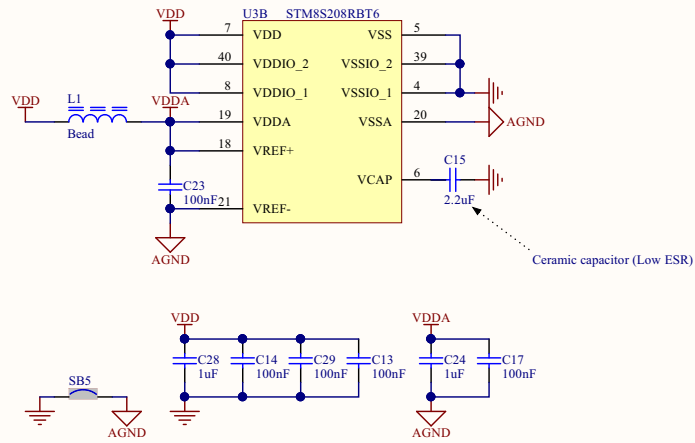 VDD
U3B STM8S208RBT6
7 VDD VSS 5
40 VDDIO_2 VSSIO_2 39
8 VDDIO_1 VSSIO_1 4
VDD L1 VDDA
19 VDDA VSSA 20 AGND
Bead
18 VREF+
C15
VCAP 6
C23
100nF 2.2uF
21 VREF-
AGND
Ceramic capacitor (Low ESR)
VDD VDDA
C28 C14 C29 C13 C24 C17
1uF 100nF 100nF 100nF 1uF 100nF
SB5
AGND AGND